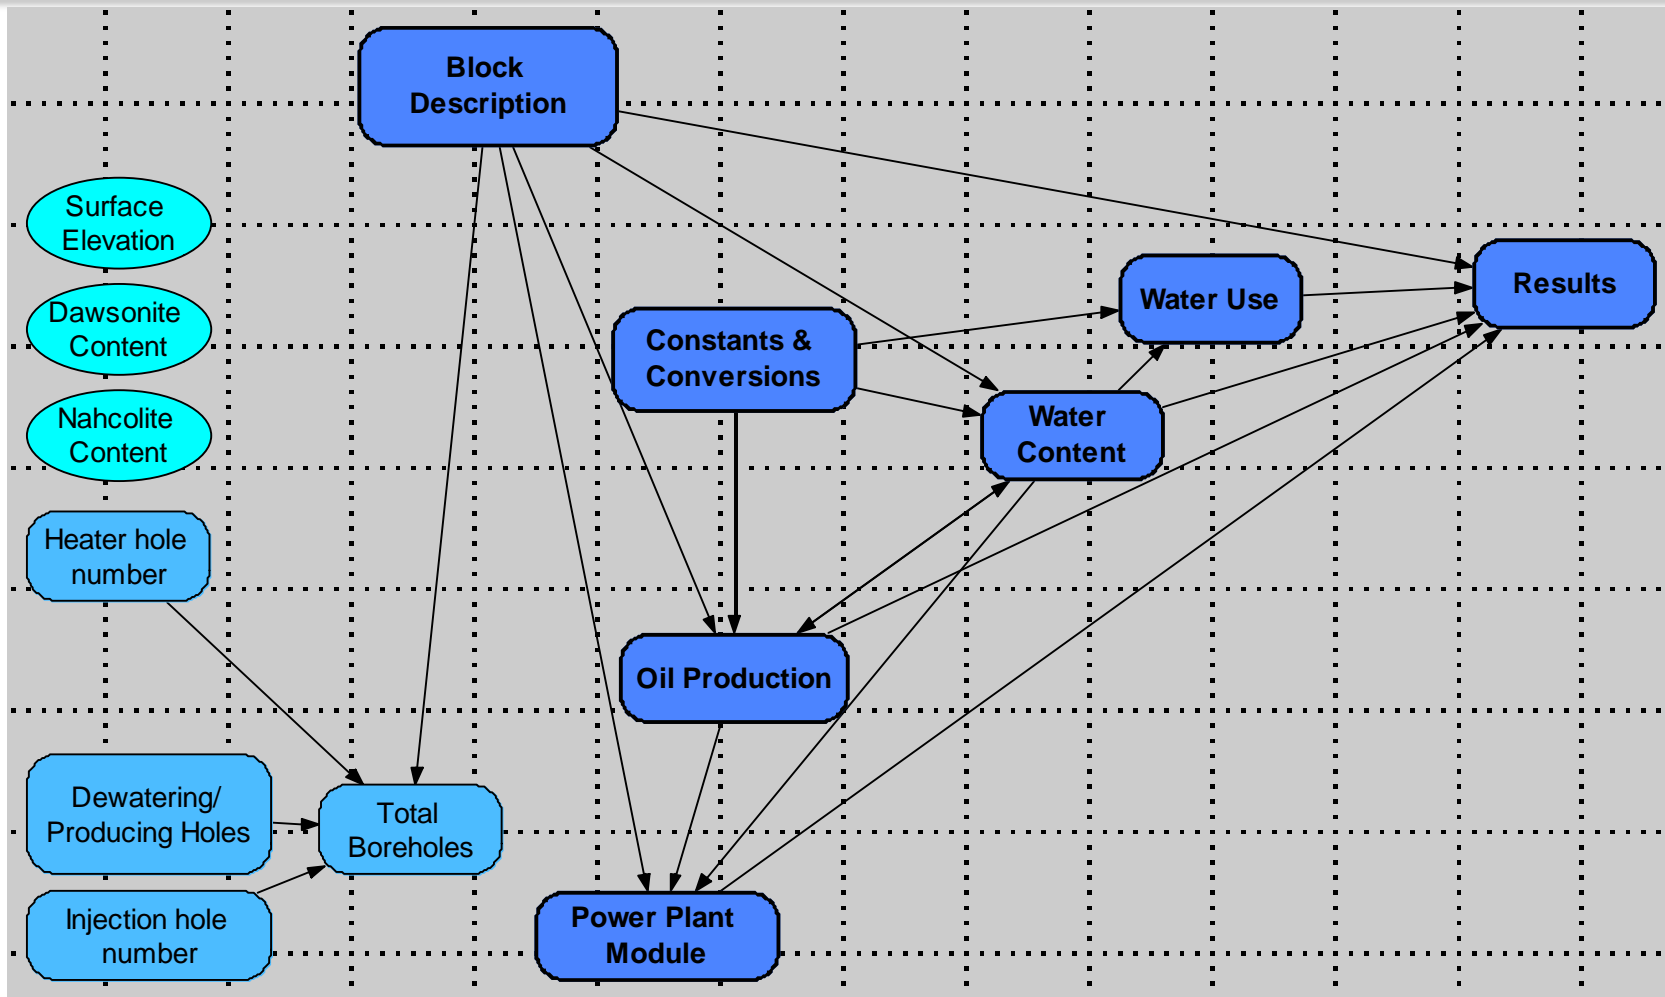 Block
Description
Surface
Elevation
Dawsonite
Content
Nahcolite
Content
Heater hole
number
Dewatering/
Producing Holes
Injection hole
number
Total
Boreholes
Constants &
Conversions
Water Use
Results
Water
Content
Oil Production
Power Plant
Module